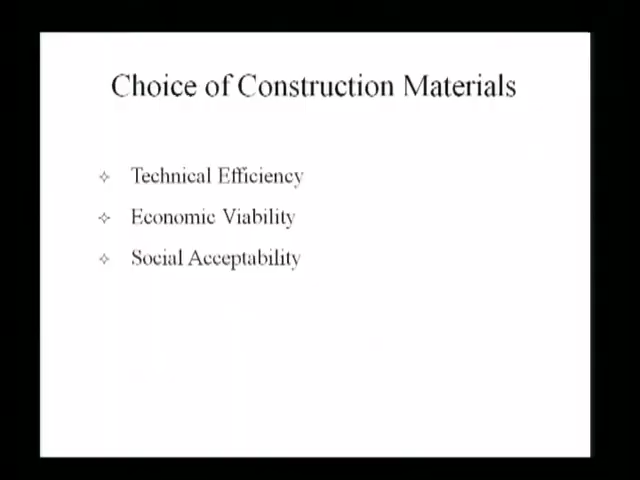 Choice of Construction Materials
Technical Efficiency
Economic Viability
Social Acceptability